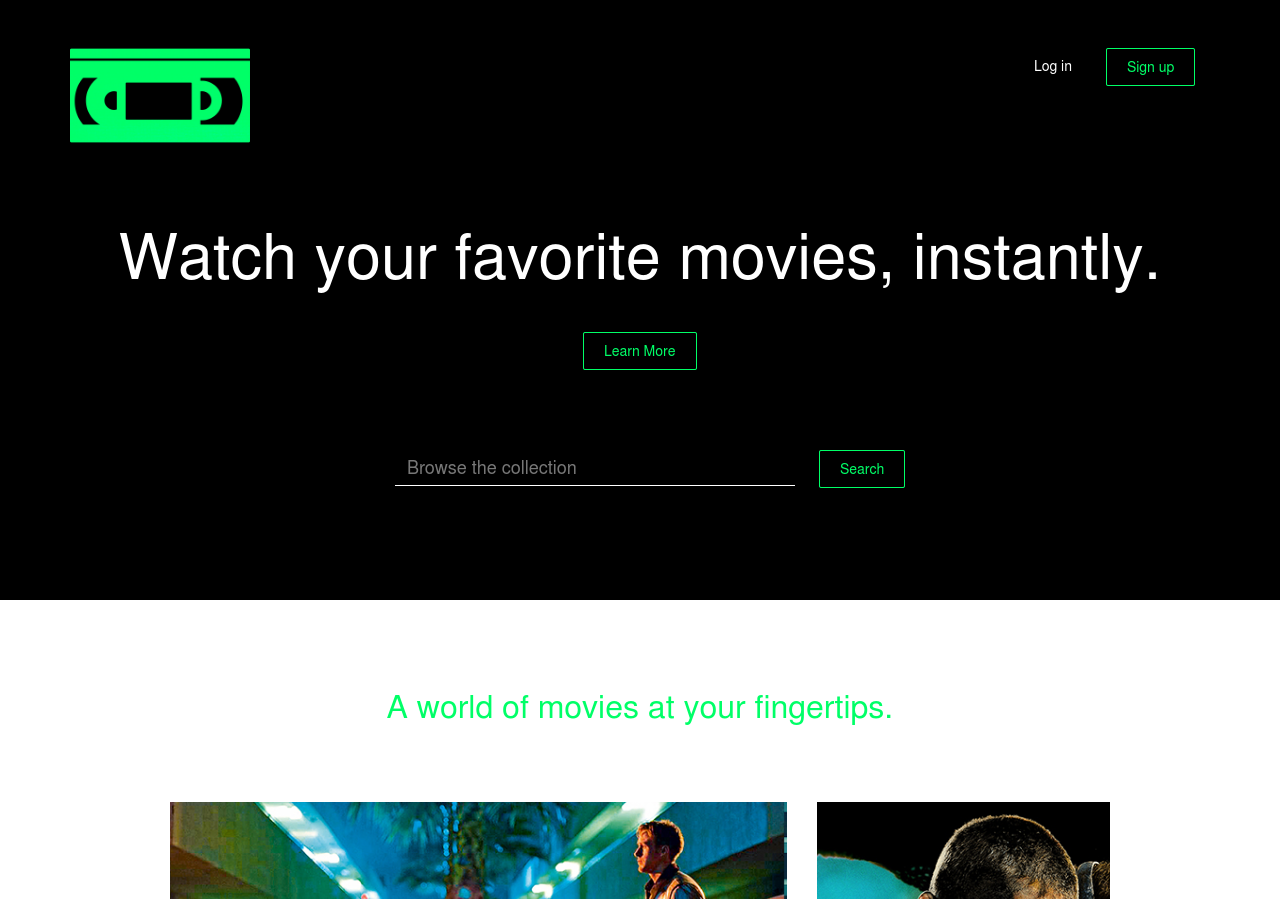 Log in
Sign up
Watch your favorite movies, instantly.
Learn More
Browse the collection
Search
A world of movies at your fingertips.